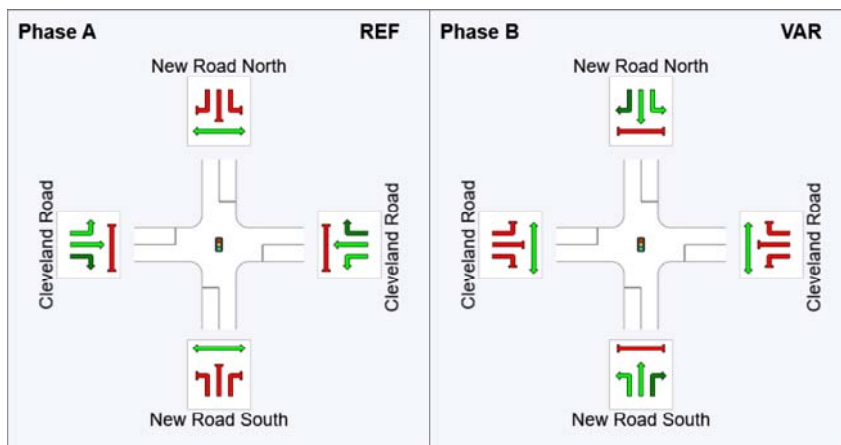 Phase A REF
New Road North
Cleveland Road
Cleveland Road
New Road South
Phase B VAR
New Road North
Cleveland Road
Cleveland Road
New Road South